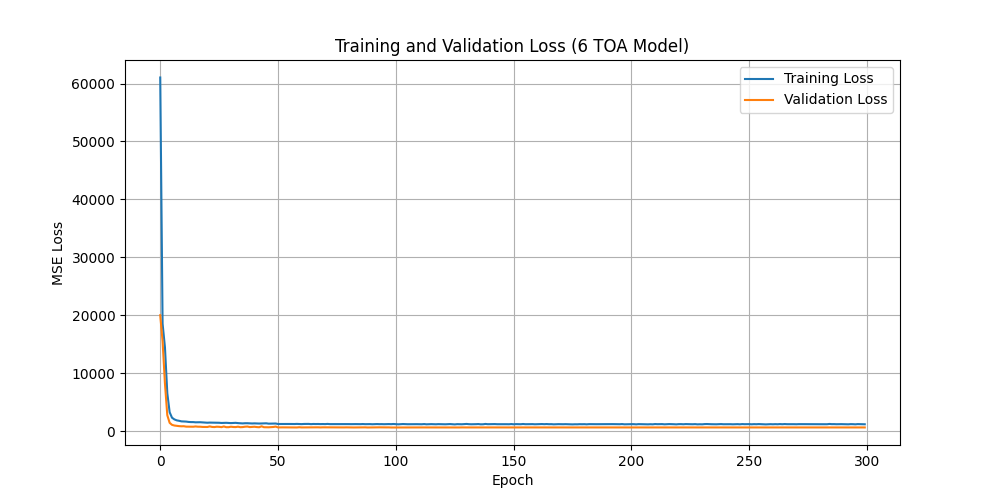 Training and Validation Loss (6 TOA Model)
Training Loss
Validation Loss
60000
50000
40000
30000
20000
10000
0
MSE Loss
0 50 100 150 200 250 300
Epoch